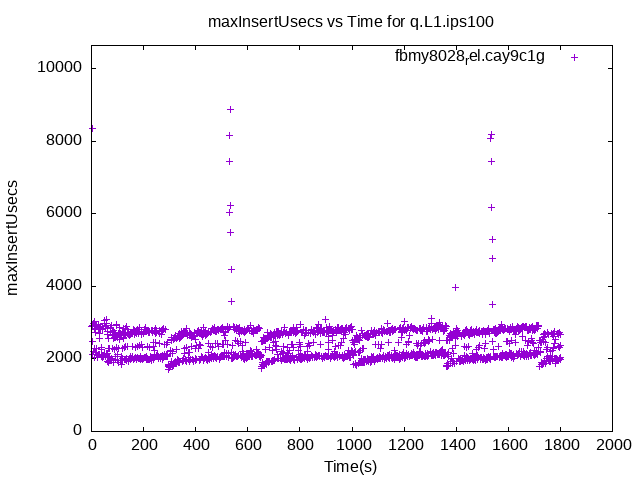 maxInsertUsecs vs Time for q.L1.ips100
fbmy8028rel.cay9c1g
10000
8000
6000
4000
2000
0
maxInsertUsecs
0 200 400 600 800 1000 1200 1400 1600 1800 2000
Time(s)